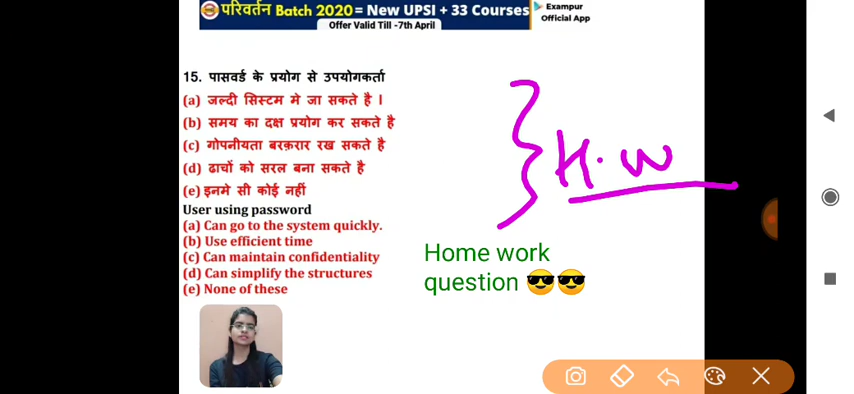 परिवर्तन Batch 2020 = New UPSI + 33 Courses
Offer Valid Till -7th April
Exampur
Official App
15. पासवर्ड के प्रयोग से उपयोगकर्ता
(a) जल्दी सिस्टम मे जा सकते है ।
(b) समय का दक्ष प्रयोग कर सकते है
(c) गोपनीयता बरक़रार रख सकते है
(d) ढाचों को सरल बना सकते है
(e) इनमे सी कोई नहीं
User using password
(a) Can go to the system quickly.
(b) Use efficient time
(c) Can maintain confidentiality
(d) Can simplify the structures
(e) None of these
H.W
Home work
question 😎😎